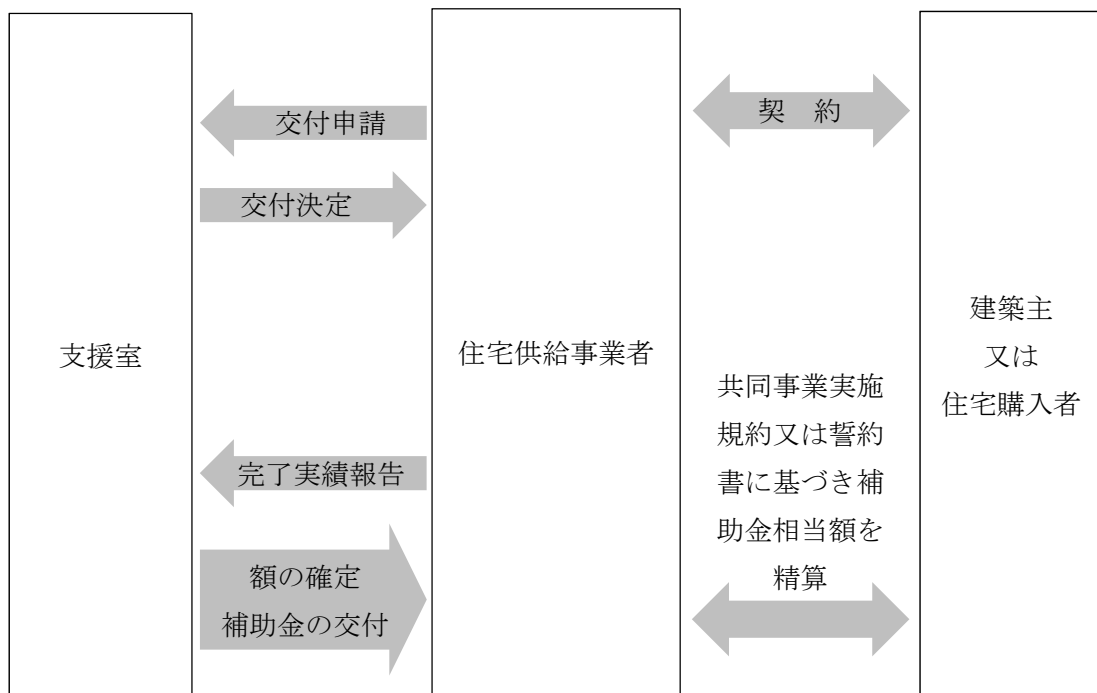 交付申請
契　約
交付決定
支援室
住宅供給事業者
建築主
又は
住宅購入者
共同事業実施
規約又は誓約
書に基づき補
助金相当額を
精算
完了実績報告
額の確定
補助金の交付